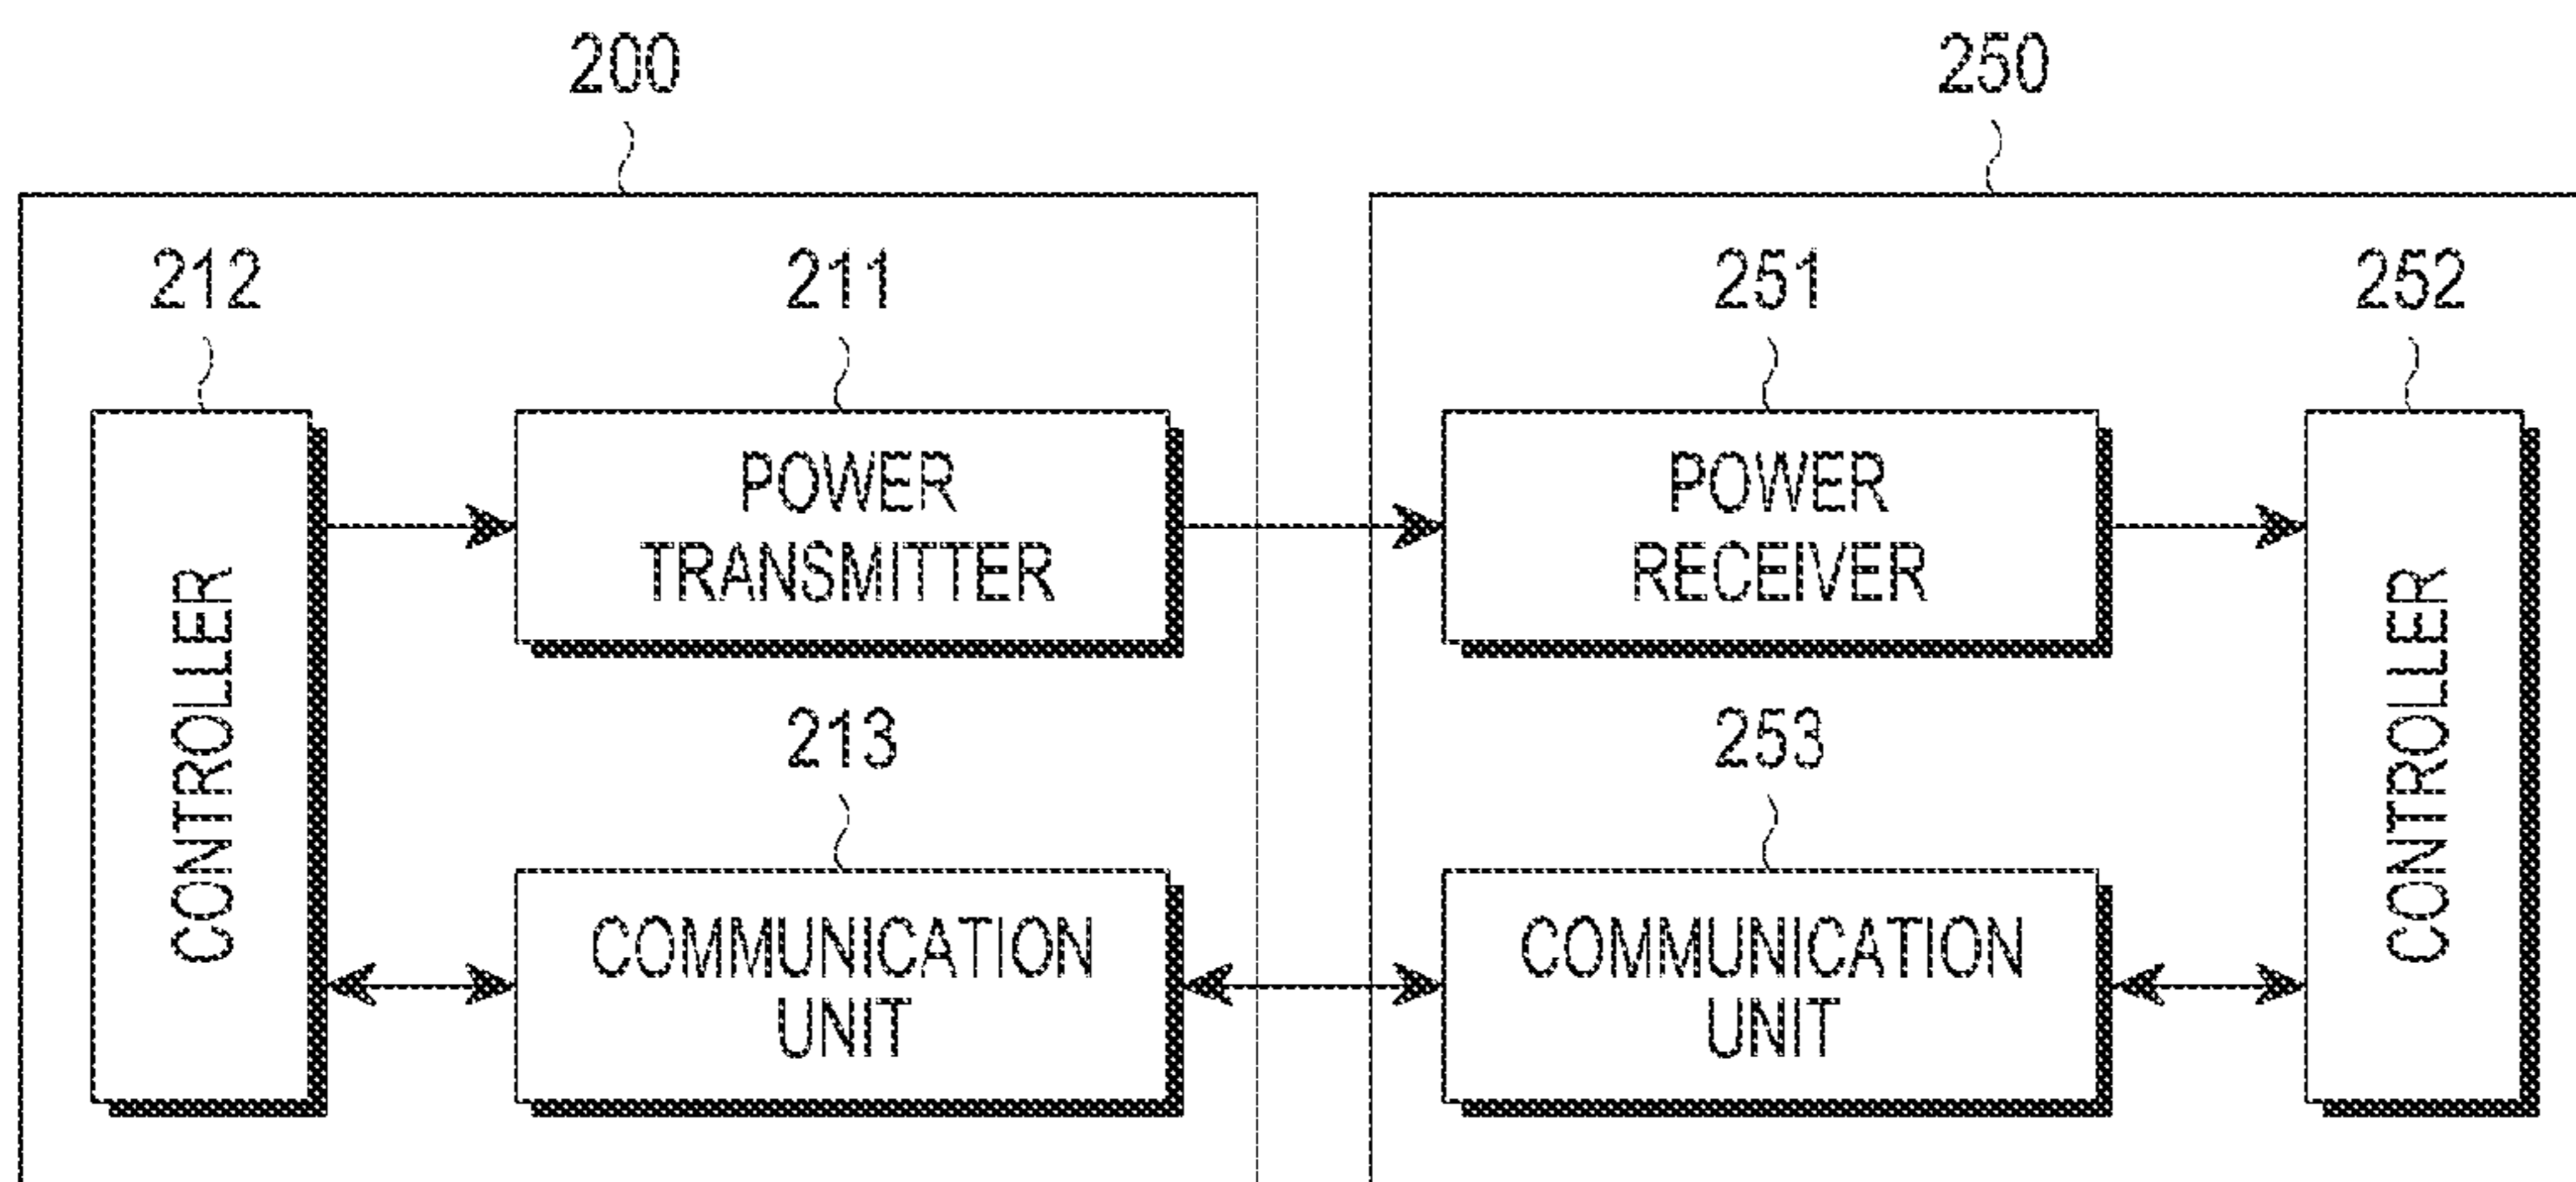 200
250
212
211
251
252
POWER
TRANSMITTER
POWER
RECEIVER
CONTROLLER
CONTROLLER
213
253
COMMUNICATION
UNIT
COMMUNICATION
UNIT